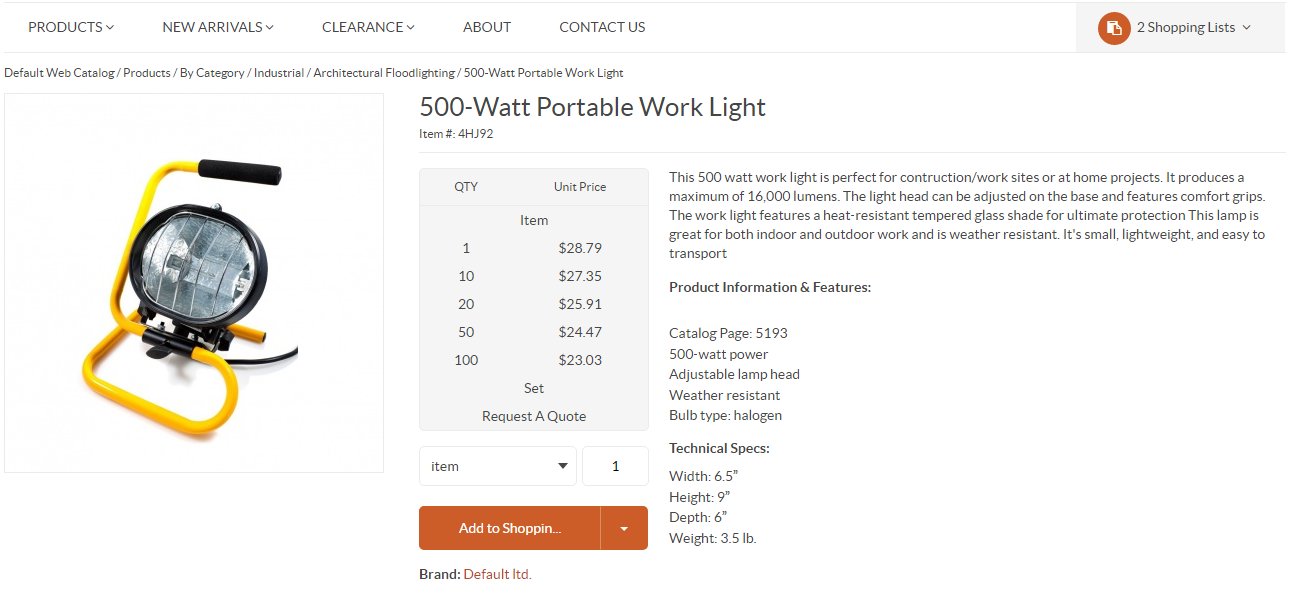 PRODUCTS
NEW ARRIVALS
CLEARANCE
ABOUT
CONTACT US
2 Shopping Lists
Default Web Catalog / Products / By Category / Industrial / Architectural Floodlighting / 500-Watt Portable Work Light
500-Watt Portable Work Light
Item #: 4HJ92
QTY Unit Price
Item
1 $28.79
10 $27.35
20 $25.91
50 $24.47
100 $23.03
Set
Request A Quote
item 1
Add to Shoppin...
Brand: Default ltd.
This 500 watt work light is perfect for contruction/work sites or at home projects. It produces a
maximum of 16,000 lumens. The light head can be adjusted on the base and features comfort grips.
The work light features a heat-resistant tempered glass shade for ultimate protection This lamp is
great for both indoor and outdoor work and is weather resistant. It's small, lightweight, and easy to
transport
Product Information & Features:
Catalog Page: 5193
500-watt power
Adjustable lamp head
Weather resistant
Bulb type: halogen
Technical Specs:
Width: 6.5”
Height: 9”
Depth: 6”
Weight: 3.5 lb.